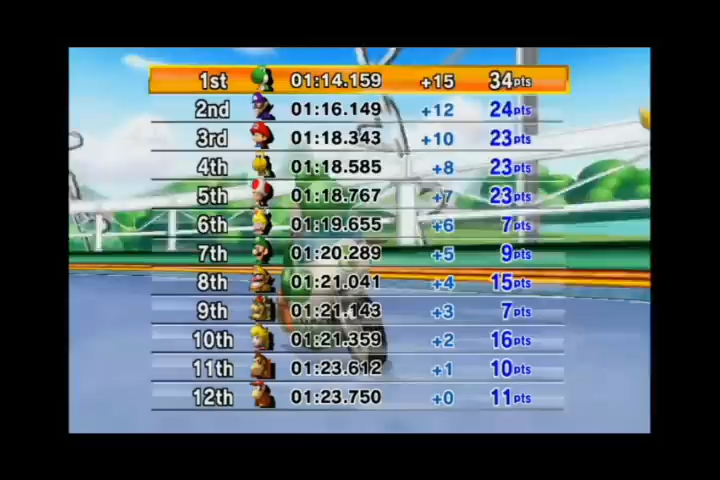 1st 01:14.159 +15 34pts
2nd 01:16.149 +12 24pts
3rd 01:18.343 +10 23pts
4th 01:18.585 +8 23pts
5th 01:18.767 +7 23pts
6th 01:19.655 +6 7pts
7th 01:20.289 +5 9pts
8th 01:21.041 +4 15pts
9th 01:21.143 +3 7pts
10th 01:21.359 +2 16pts
11th 01:23.612 +1 10pts
12th 01:23.750 +0 11pts